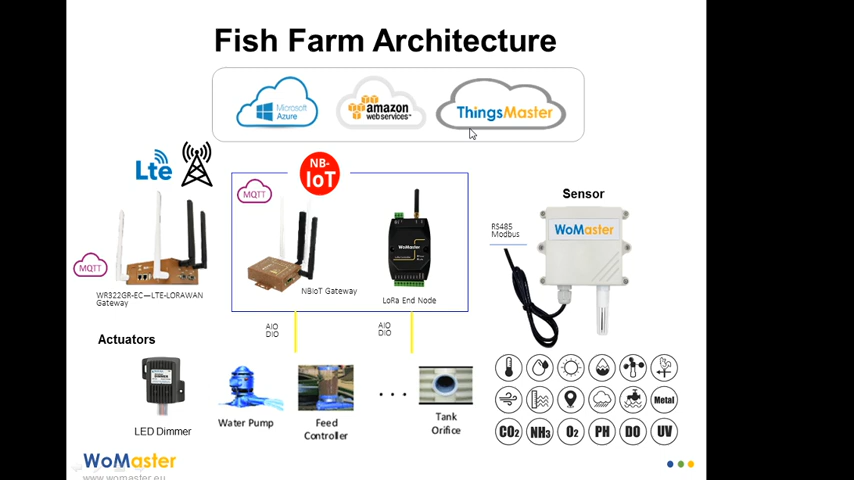 Fish Farm Architecture
Microsoft
Azure
amazon
webservices™
ThingsMaster
Lte
NB-
IoT
MQTT
Sensor
WoMaster
RS485
Modbus
WoMaster
MQTT
WR322GR-EC—LTE-LORAWAN
Gateway
NBIoT Gateway
LoRa End Node
AIO
DIO
AIO
DIO
Actuators
LED Dimmer
Water Pump
Feed
Controller
...
Tank
Orifice
Metal
CO2 NH3 O2 PH DO UV
WoMaster
www.womaster.eu